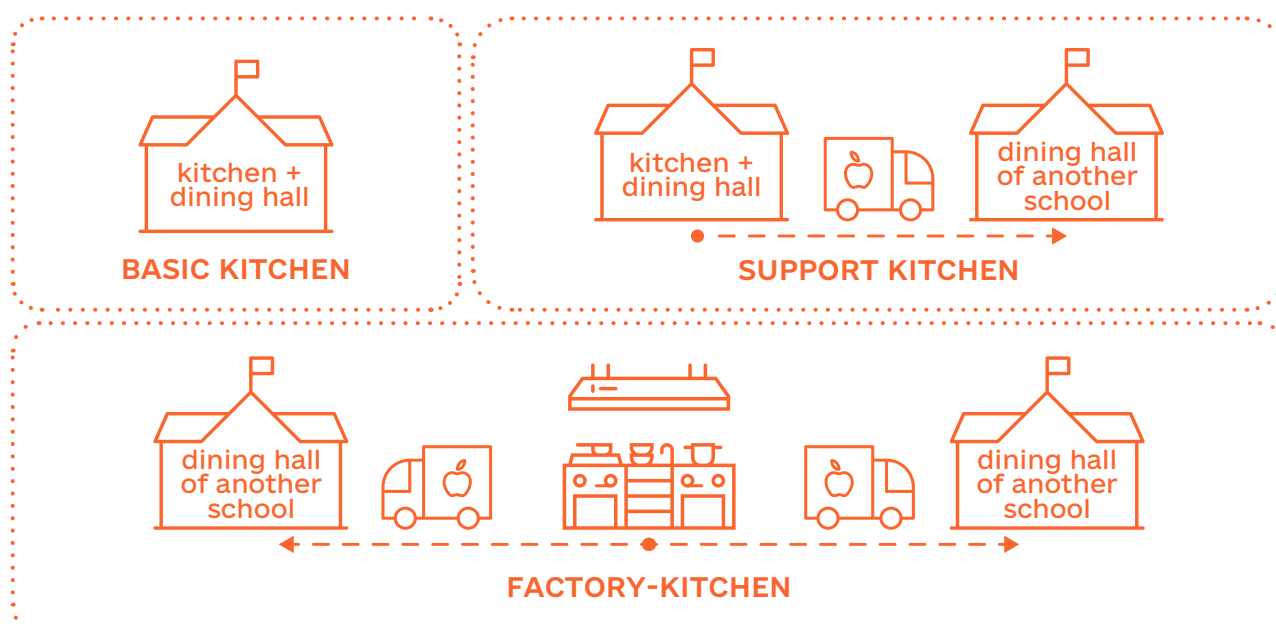 kitchen +
dining hall
BASIC KITCHEN
kitchen +
dining hall
dining hall
of another
school
SUPPORT KITCHEN
dining hall
of another
school
dining hall
of another
school
FACTORY-KITCHEN